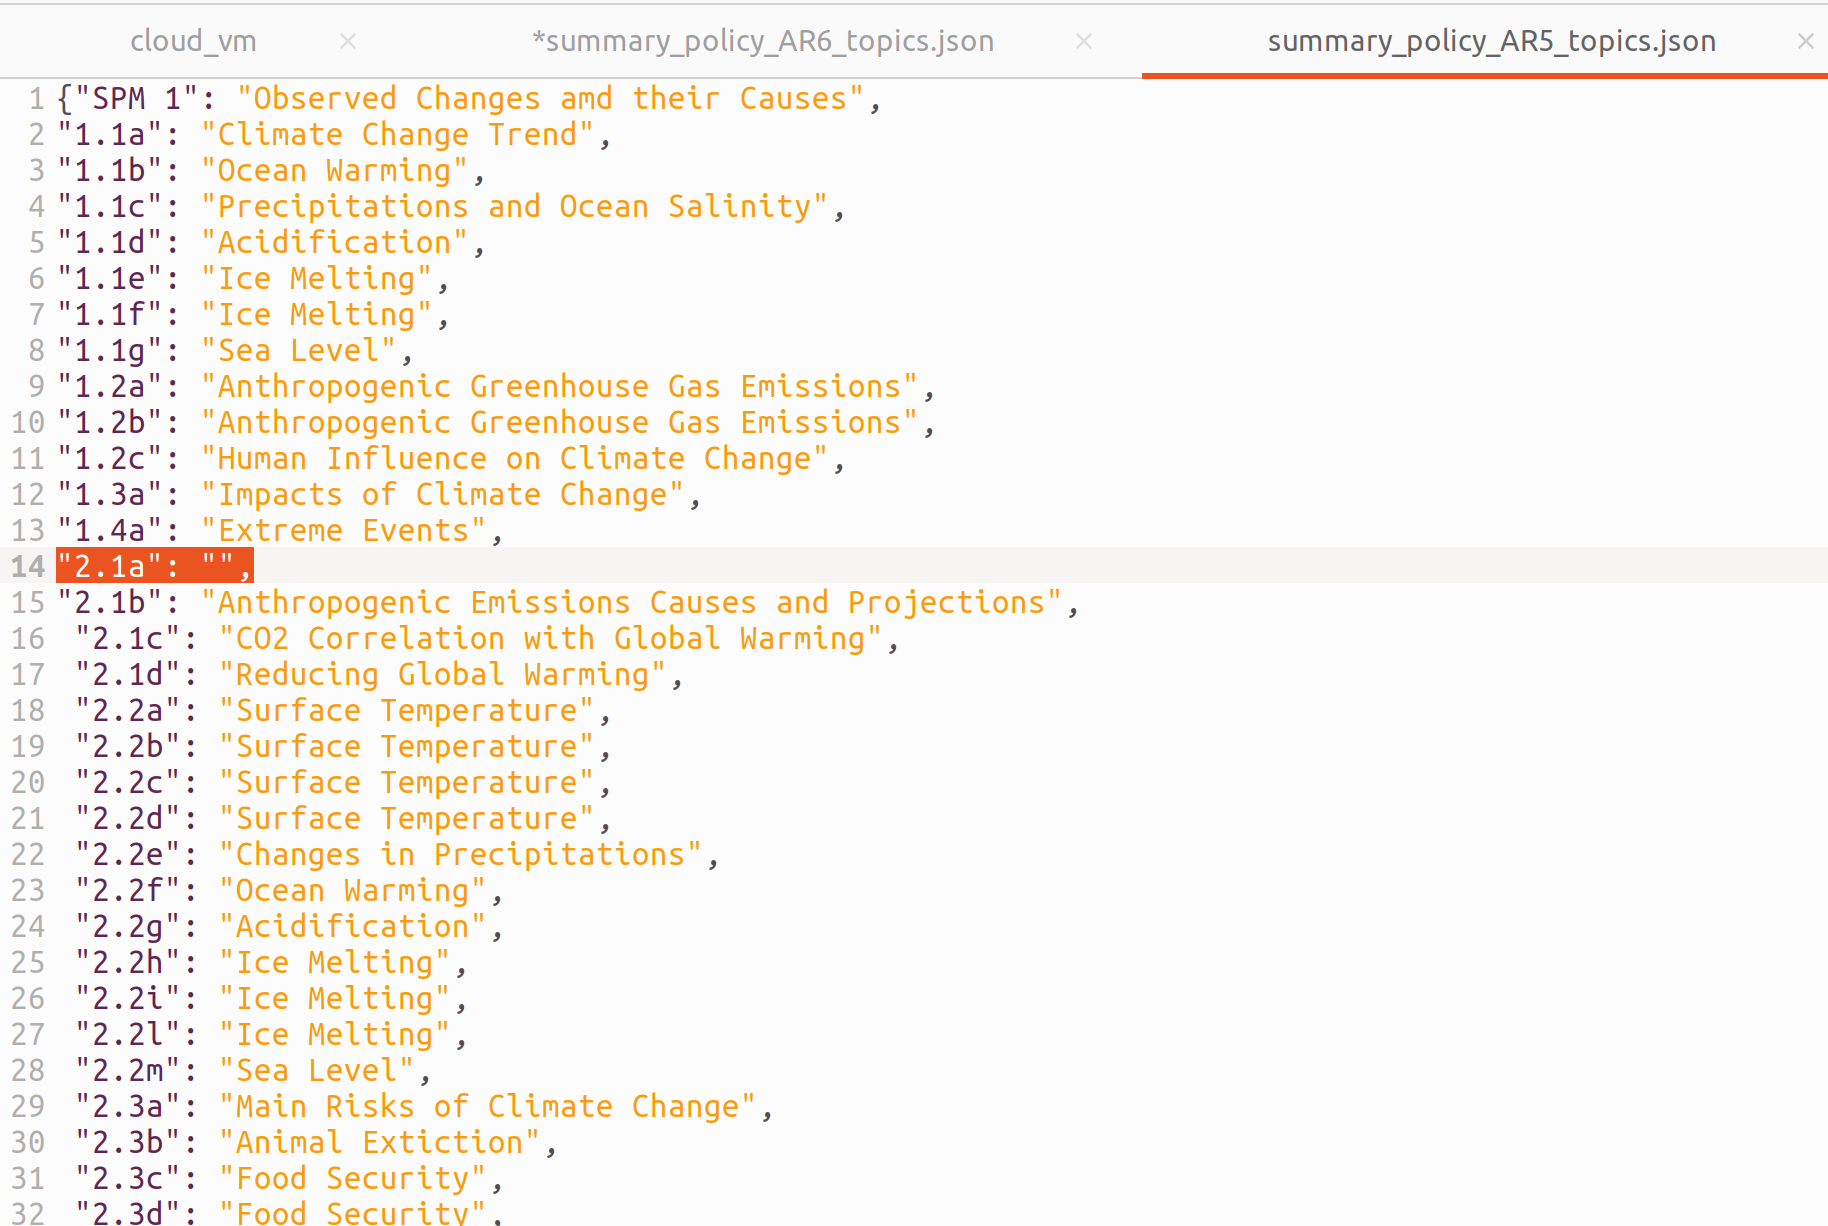 cloud_vm × *summary_policy_AR6_topics.json × summary_policy_AR5_topics.json ×
1 {"SPM 1": "Observed Changes amd their Causes",
2 "1.1a": "Climate Change Trend",
3 "1.1b": "Ocean Warming",
4 "1.1c": "Precipitations and Ocean Salinity",
5 "1.1d": "Acidification",
6 "1.1e": "Ice Melting",
7 "1.1f": "Ice Melting",
8 "1.1g": "Sea Level",
9 "1.2a": "Anthropogenic Greenhouse Gas Emissions",
10 "1.2b": "Anthropogenic Greenhouse Gas Emissions",
11 "1.2c": "Human Influence on Climate Change",
12 "1.3a": "Impacts of Climate Change",
13 "1.4a": "Extreme Events",
14 "2.1a": "",
15 "2.1b": "Anthropogenic Emissions Causes and Projections",
16 "2.1c": "CO2 Correlation with Global Warming",
17 "2.1d": "Reducing Global Warming",
18 "2.2a": "Surface Temperature",
19 "2.2b": "Surface Temperature",
20 "2.2c": "Surface Temperature",
21 "2.2d": "Surface Temperature",
22 "2.2e": "Changes in Precipitations",
23 "2.2f": "Ocean Warming",
24 "2.2g": "Acidification",
25 "2.2h": "Ice Melting",
26 "2.2i": "Ice Melting",
27 "2.2l": "Ice Melting",
28 "2.2m": "Sea Level",
29 "2.3a": "Main Risks of Climate Change",
30 "2.3b": "Animal Extiction",
31 "2.3c": "Food Security",
32 "2.3d": "Food Security",